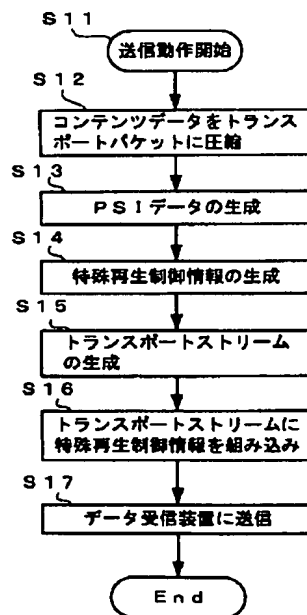 S11
送信動作開始
S12
コンテンツデータをトランス
ポートパケットに圧縮
S13
PSIデータの生成
S14
特殊再生制御情報の生成
S15
トランスポートストリーム
の生成
S16
トランスポートストリームに
特殊再生制御情報を組み込み
S17
データ受信装置に送信
End